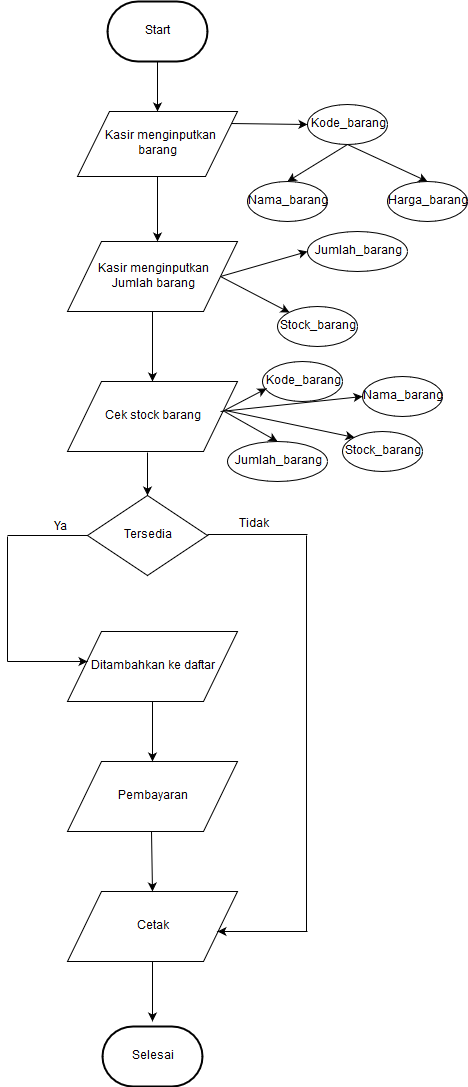 Start
Kasir menginputkan
barang
Kode_barang
Nama_barang
Harga_barang
Kasir menginputkan
Jumlah barang
Jumlah_barang
Stock_barang
Cek stock barang
Kode_barang
Nama_barang
Stock_barang
Jumlah_barang
Tersedia
Ya
Tidak
Ditambahkan ke daftar
Pembayaran
Cetak
Selesai